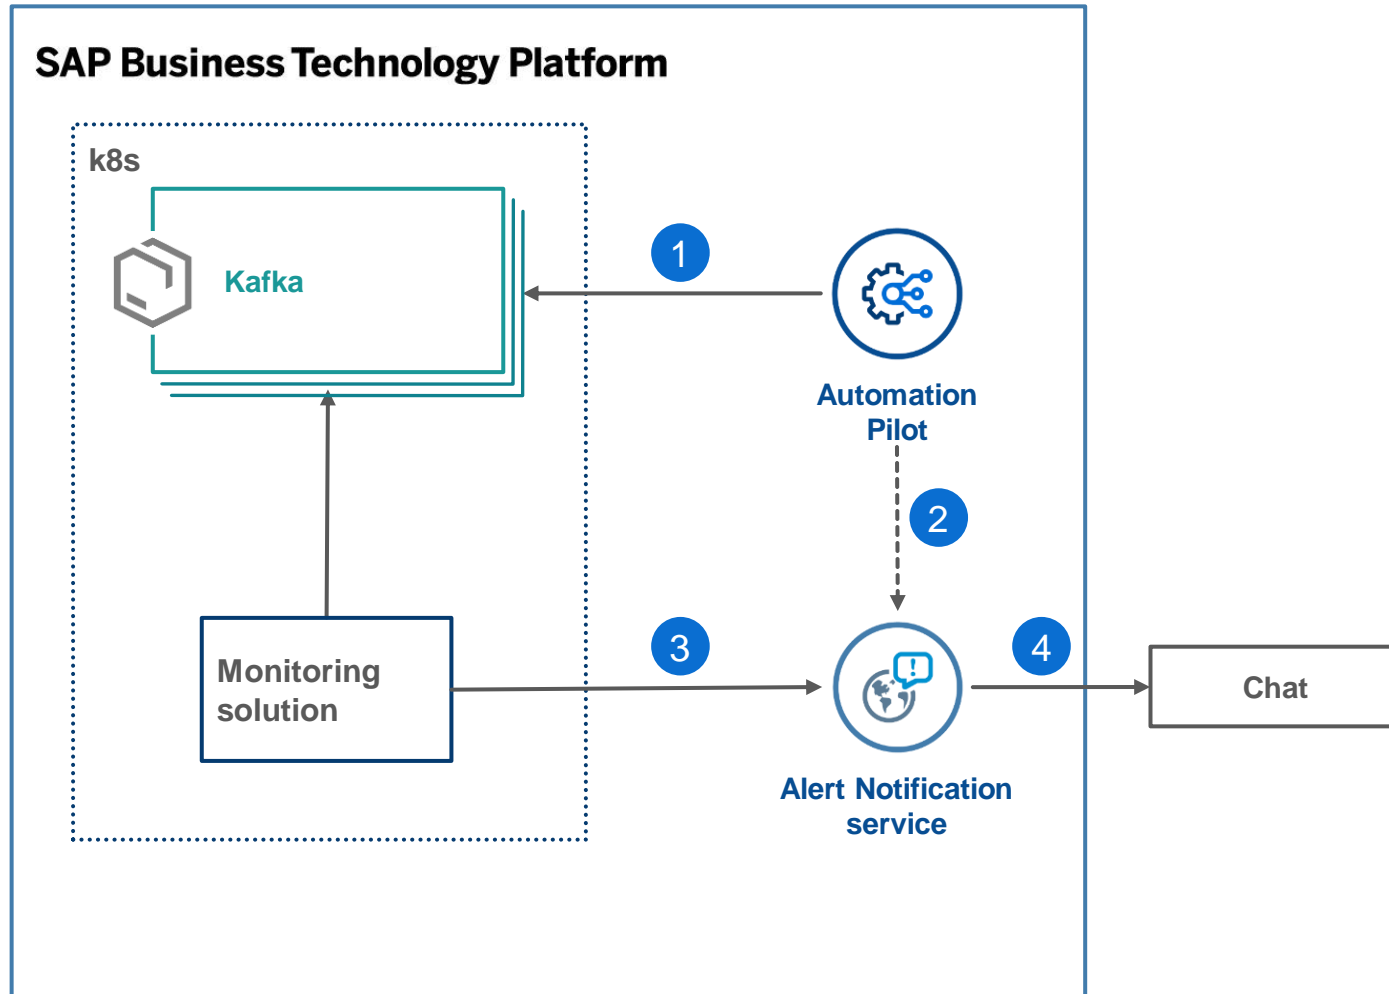 SAP Business Technology Platform
k8s
Kafka
1
Automation
Pilot
2
Monitoring
solution
3
!
4
Chat
Alert Notification
service